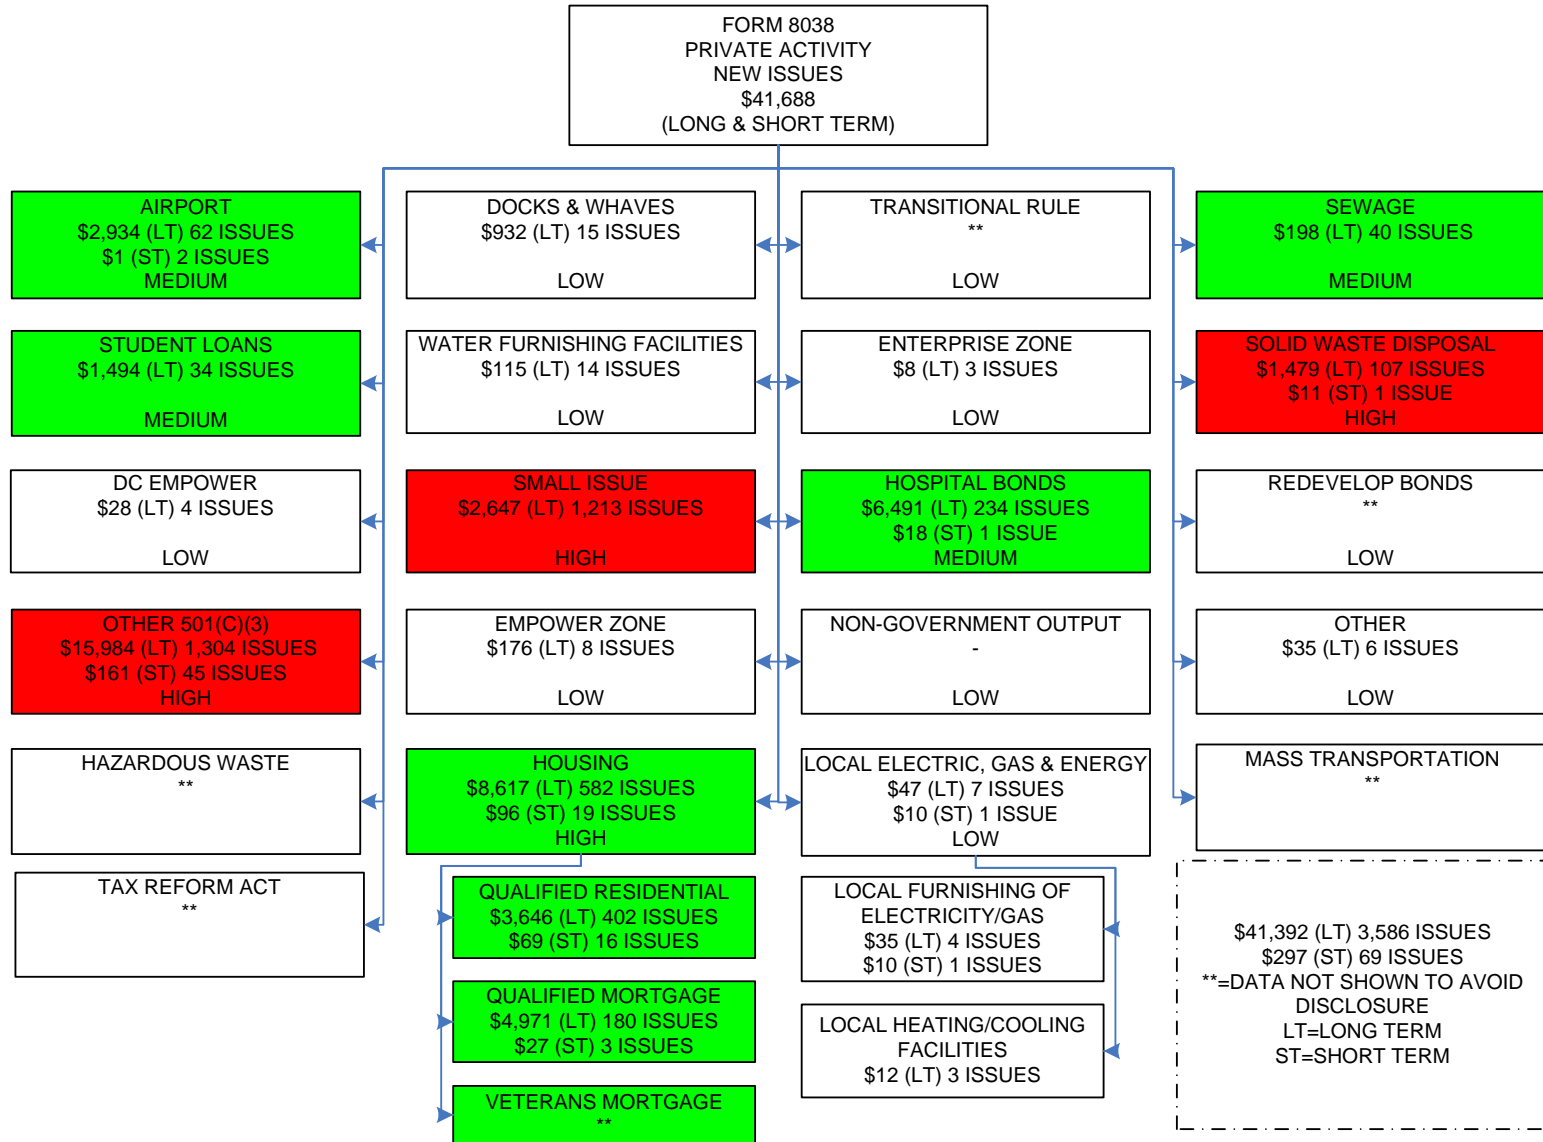 FORM 8038
PRIVATE ACTIVITY
NEW ISSUES
$41,688
(LONG & SHORT TERM)
AIRPORT
$2,934 (LT) 62 ISSUES
$1 (ST) 2 ISSUES
MEDIUM
DOCKS & WHAVES
$932 (LT) 15 ISSUES
LOW
TRANSITIONAL RULE
**
LOW
SEWAGE
$198 (LT) 40 ISSUES
MEDIUM
STUDENT LOANS
$1,494 (LT) 34 ISSUES
MEDIUM
WATER FURNISHING FACILITIES
$115 (LT) 14 ISSUES
LOW
ENTERPRISE ZONE
$8 (LT) 3 ISSUES
LOW
SOLID WASTE DISPOSAL
$1,479 (LT) 107 ISSUES
$11 (ST) 1 ISSUE
HIGH
DC EMPOWER
$28 (LT) 4 ISSUES
LOW
SMALL ISSUE
$2,647 (LT) 1,213 ISSUES
HIGH
HOSPITAL BONDS
$6,491 (LT) 234 ISSUES
$18 (ST) 1 ISSUE
MEDIUM
REDEVELOP BONDS
**
LOW
OTHER 501(C)(3)
$15,984 (LT) 1,304 ISSUES
$161 (ST) 45 ISSUES
HIGH
EMPOWER ZONE
$176 (LT) 8 ISSUES
LOW
NON-GOVERNMENT OUTPUT
-
LOW
OTHER
$35 (LT) 6 ISSUES
LOW
HAZARDOUS WASTE
**
HOUSING
$8,617 (LT) 582 ISSUES
$96 (ST) 19 ISSUES
HIGH
LOCAL ELECTRIC, GAS & ENERGY
$47 (LT) 7 ISSUES
$10 (ST) 1 ISSUE
LOW
MASS TRANSPORTATION
**
TAX REFORM ACT
**
QUALIFIED RESIDENTIAL
$3,646 (LT) 402 ISSUES
$69 (ST) 16 ISSUES
LOCAL FURNISHING OF
ELECTRICITY/GAS
$35 (LT) 4 ISSUES
$10 (ST) 1 ISSUES
QUALIFIED MORTGAGE
$4,971 (LT) 180 ISSUES
$27 (ST) 3 ISSUES
LOCAL HEATING/COOLING
FACILITIES
$12 (LT) 3 ISSUES
VETERANS MORTGAGE
**
$41,392 (LT) 3,586 ISSUES
$297 (ST) 69 ISSUES
**=DATA NOT SHOWN TO AVOID
DISCLOSURE
LT=LONG TERM
ST=SHORT TERM